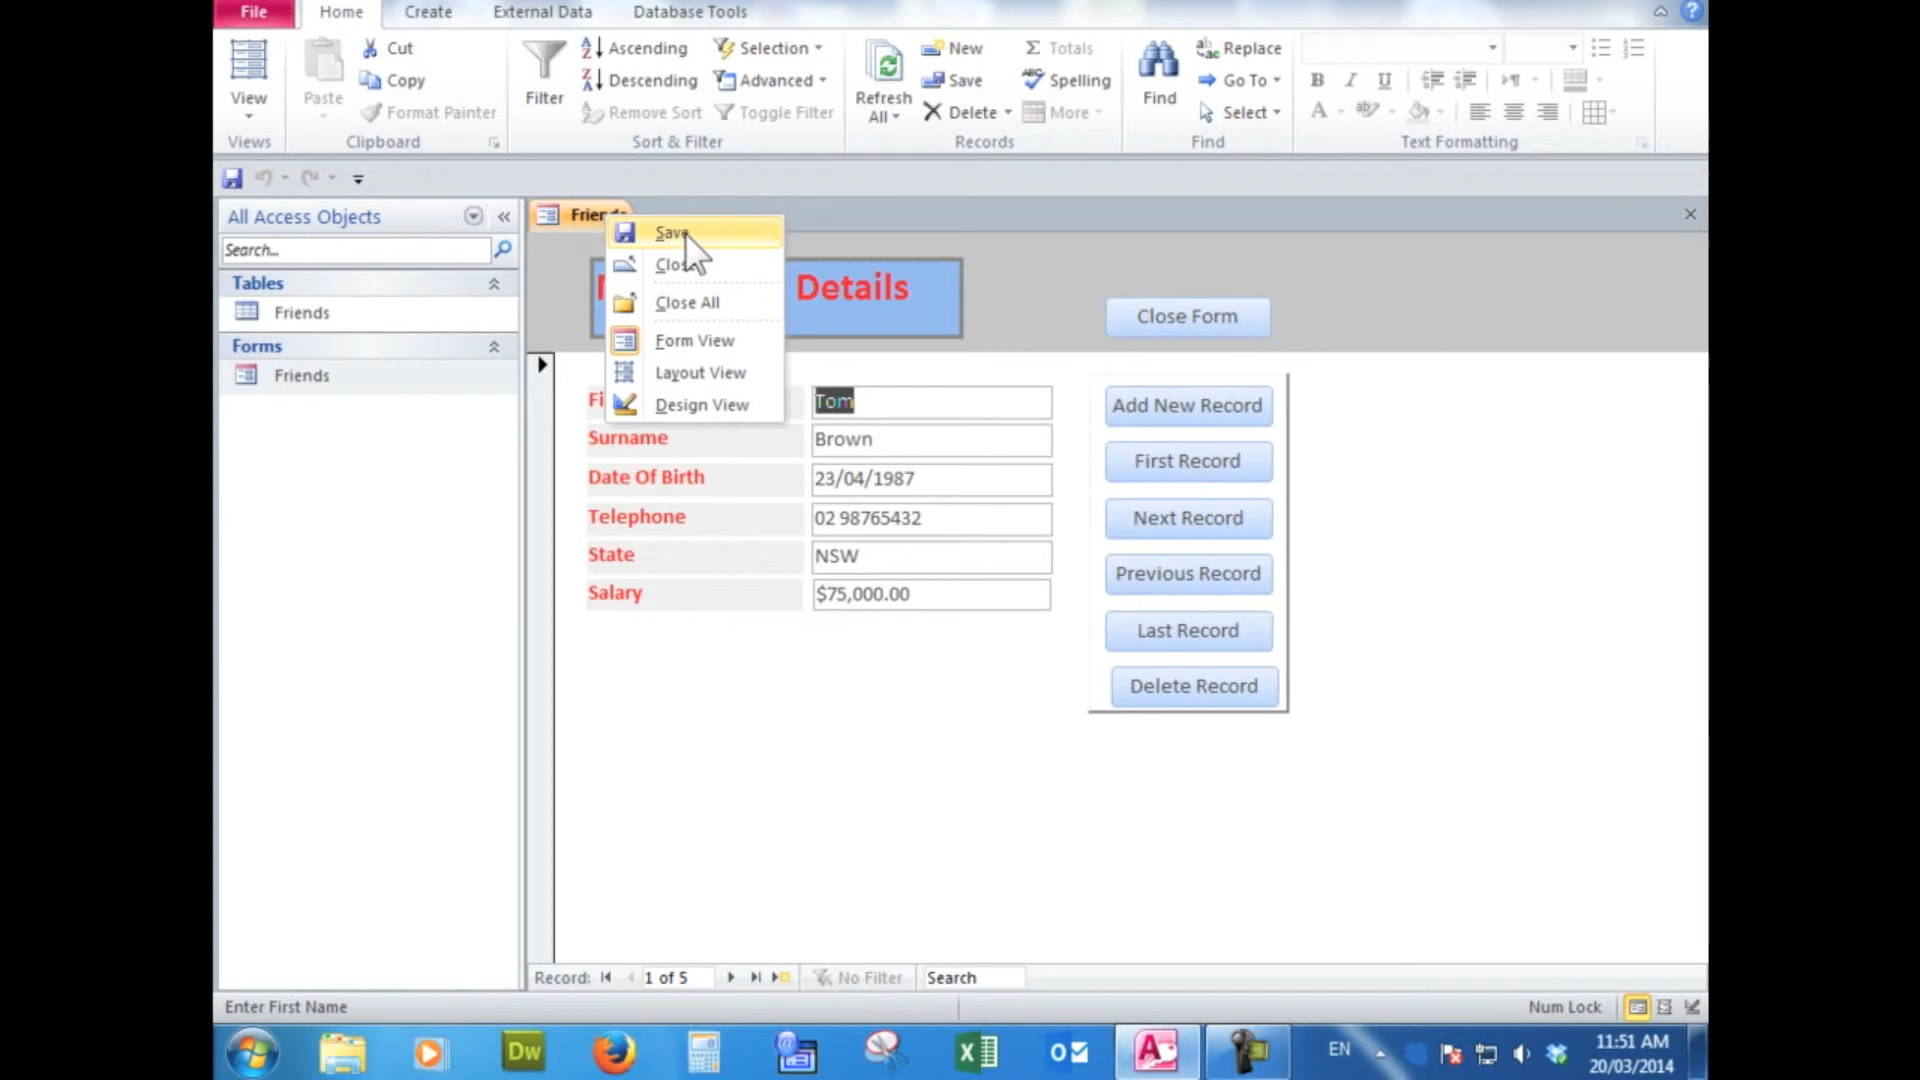 File Home Create External Data Database Tools
Cut Ascending Selection New Totals Replace
Copy Descending Advanced Save Spelling Go To
View Paste Format Painter Filter Remove Sort Toggle Filter Refresh All Delete More Find Select
Views Clipboard Sort & Filter Records Find Text Formatting
All Access Objects
Search...
Tables
Friends
Forms
Friends
Friends
Save
Close
Close All
Form View
Layout View
Design View
Details
Close Form
Tom
Surname Brown
Date Of Birth 23/04/1987
Telephone 02 98765432
State NSW
Salary $75,000.00
Add New Record
First Record
Next Record
Previous Record
Last Record
Delete Record
Record: 1 of 5 No Filter Search
Enter First Name Num Lock
Dw EN 11:51 AM
20/03/2014